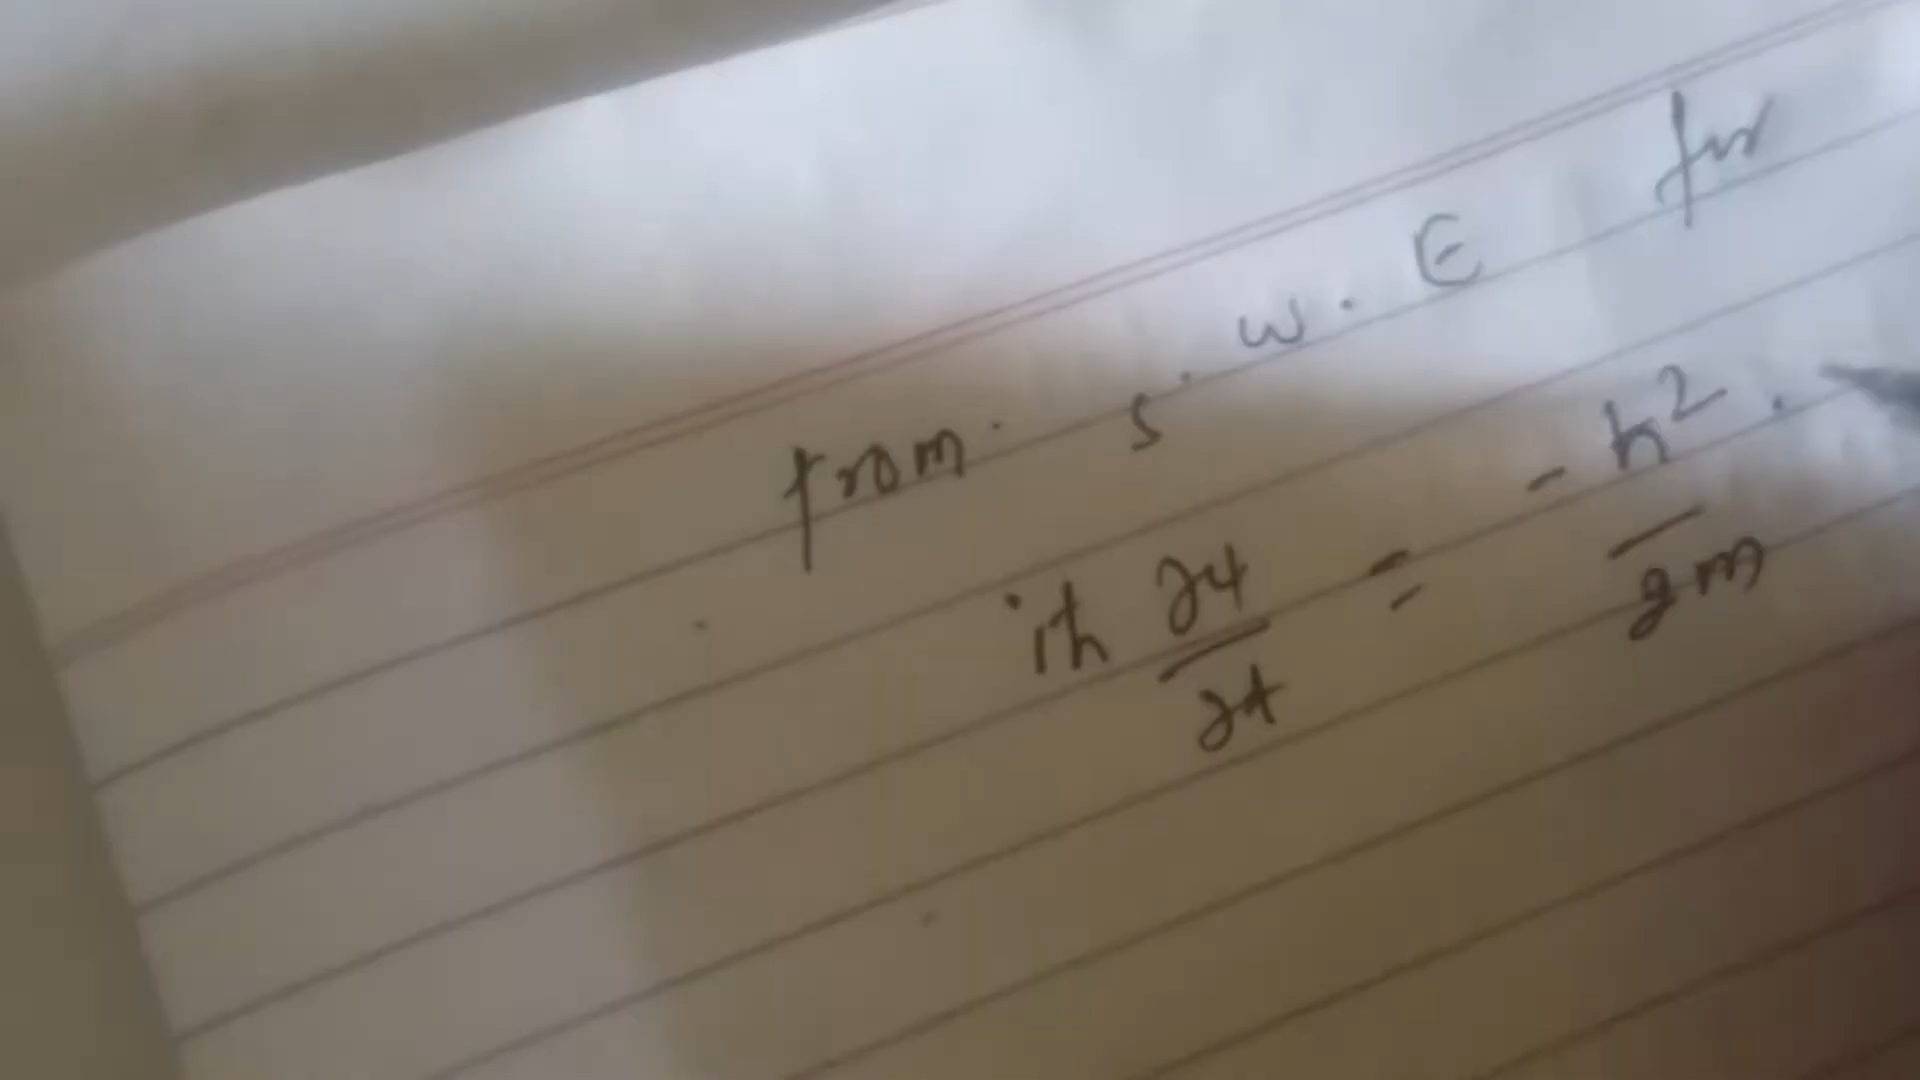 from S.W.E for
iħ ∂ψ/∂t = -ħ²/2m